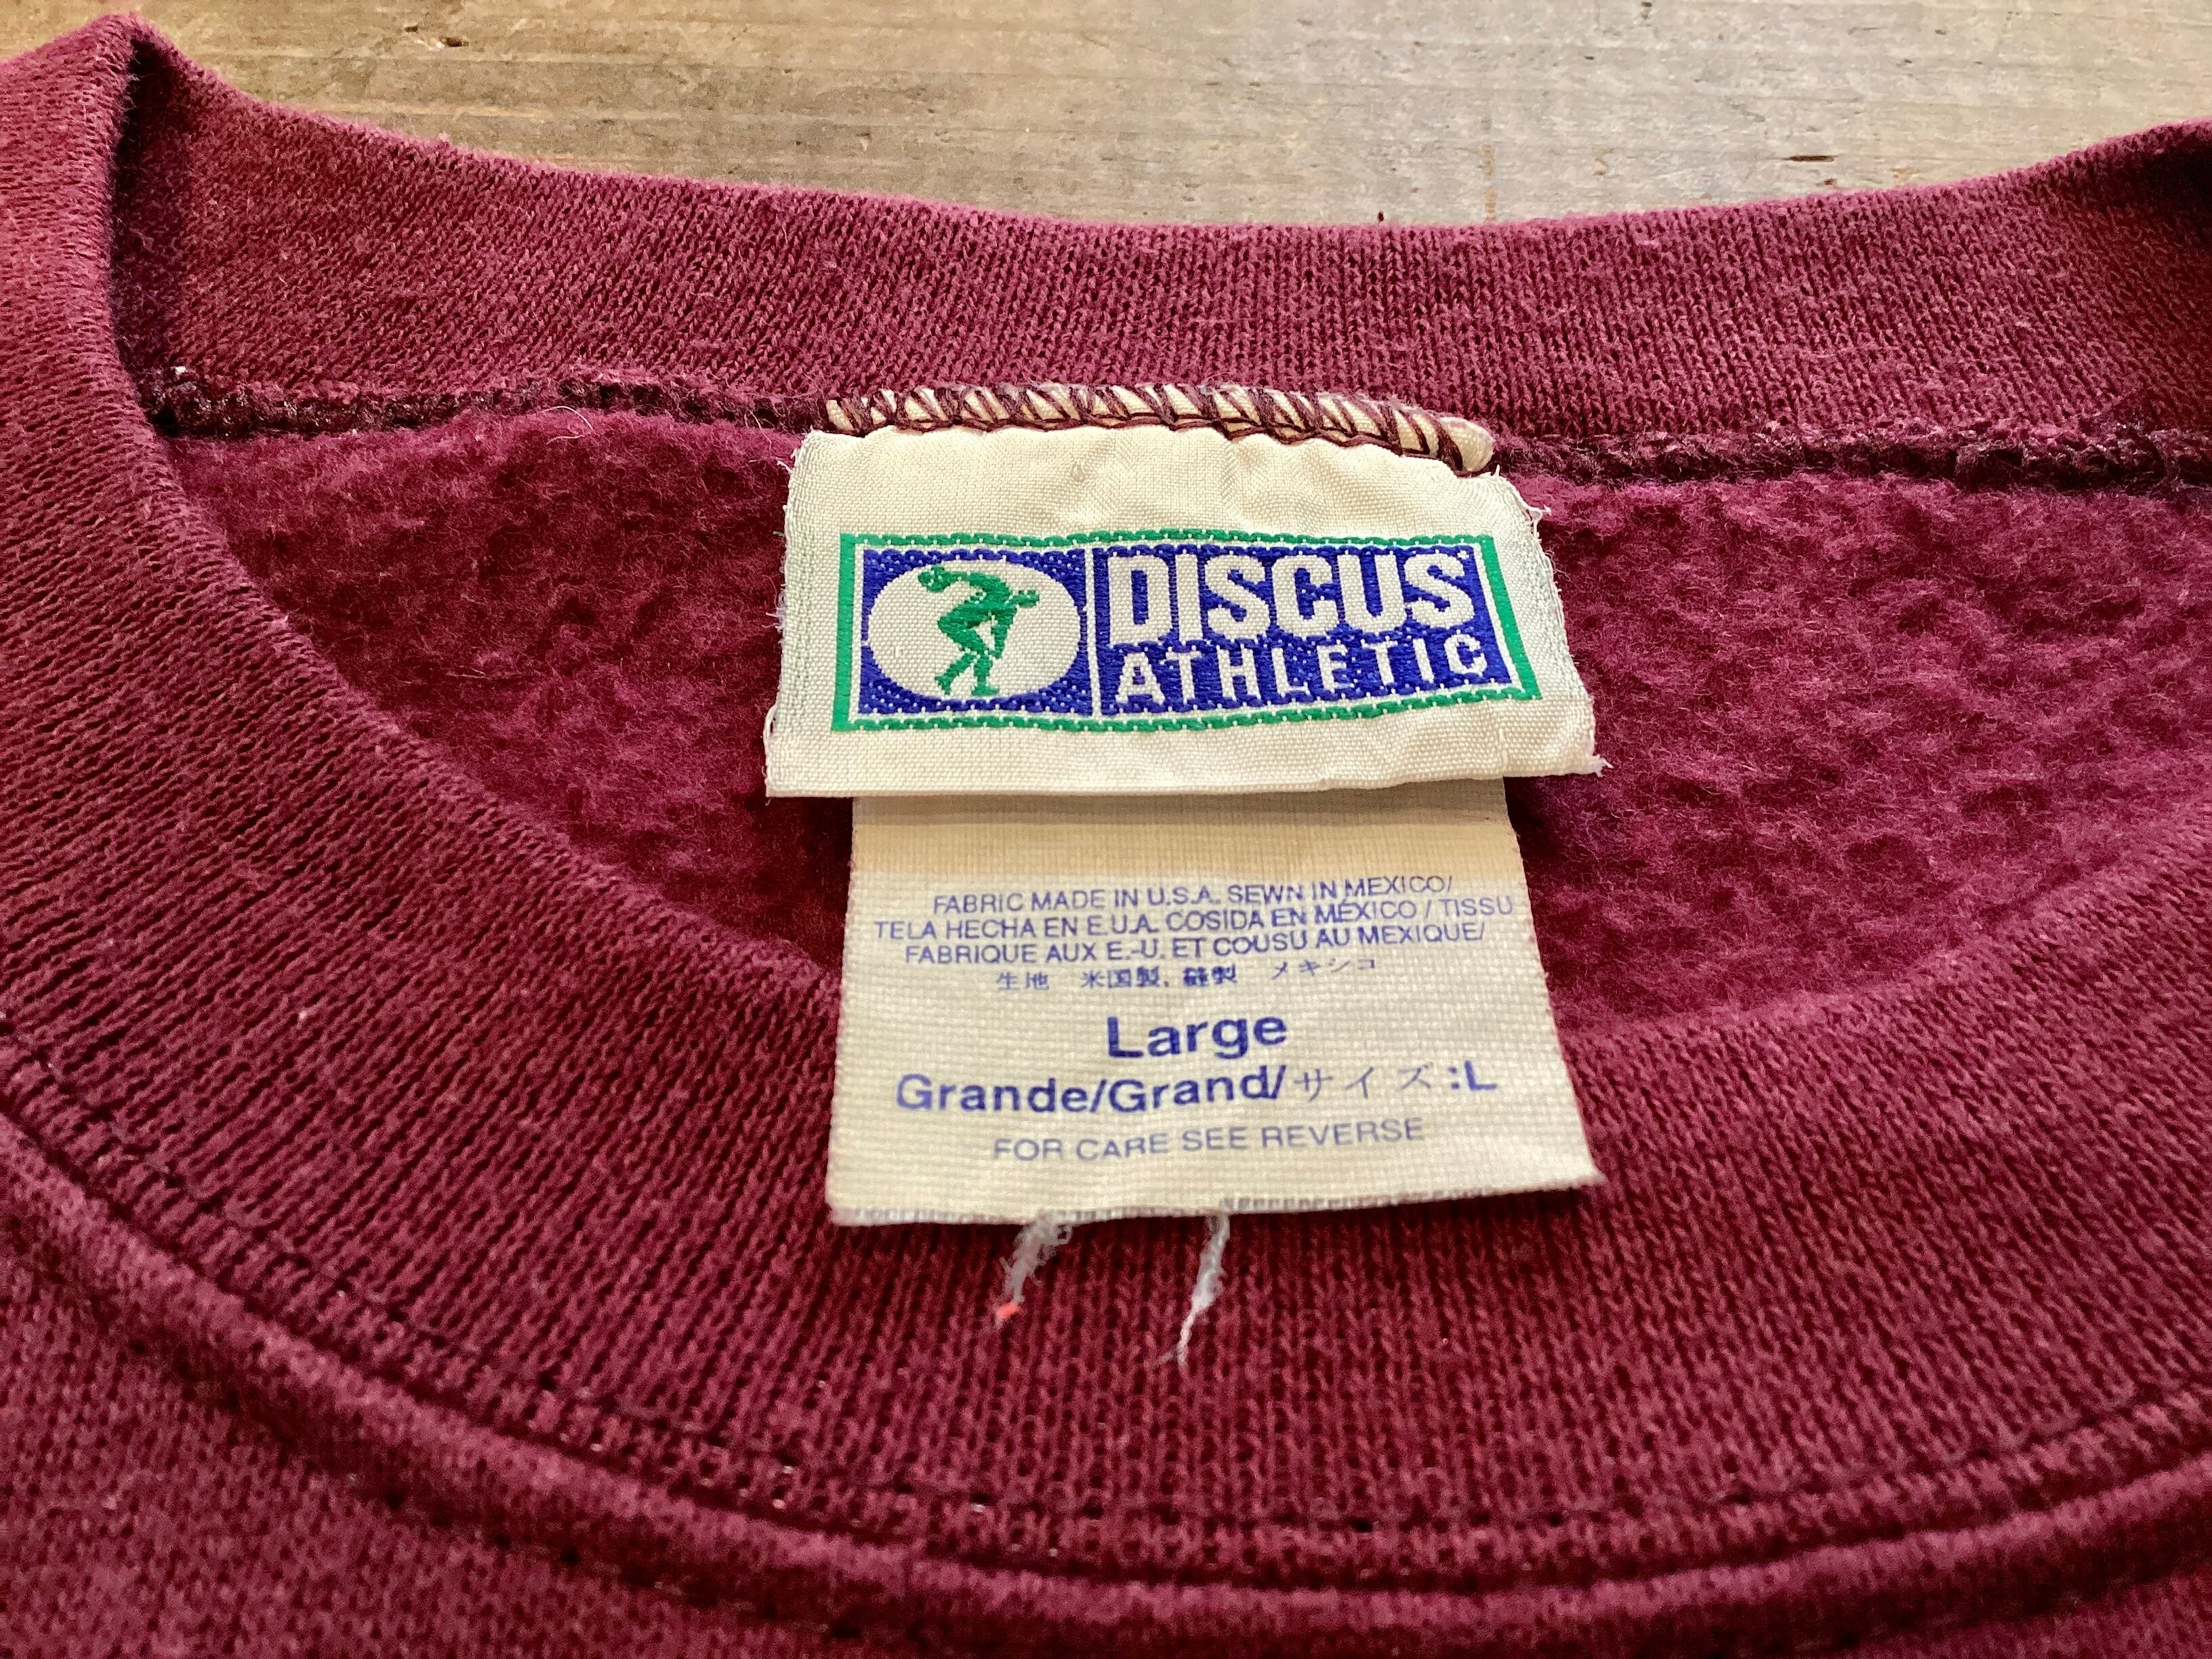 DISCUS
ATHLETIC
FABRIC MADE IN U.S.A. SEWN IN MEXICO/
TELA HECHA EN E.U.A. COSIDA EN MÉXICO / TISSU
FABRIQUE AUX E.-U. ET COUSU AU MEXIQUE/
生地 米国製, 縫製 メキシコ
Large
Grande/Grand/サイズ:L
FOR CARE SEE REVERSE